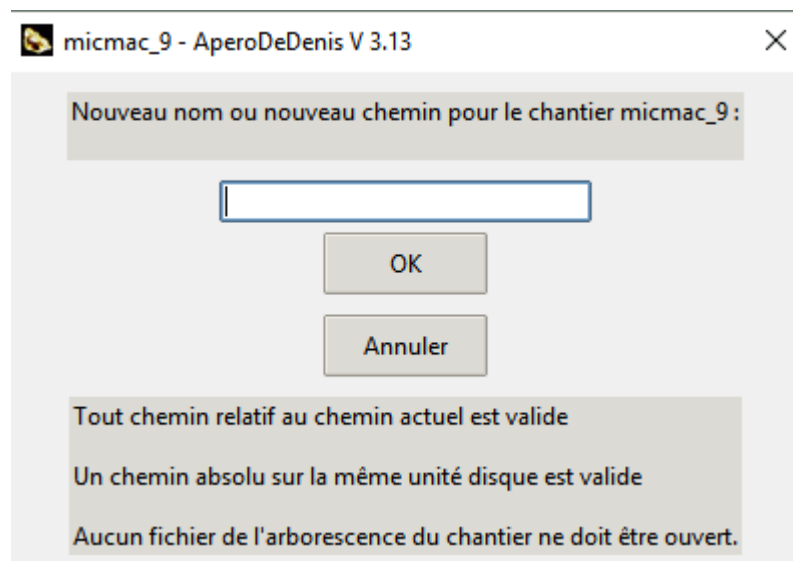 micmac_9 - AperoDeDenis V 3.13
Nouveau nom ou nouveau chemin pour le chantier micmac_9 :
OK
Annuler
Tout chemin relatif au chemin actuel est valide
Un chemin absolu sur la même unité disque est valide
Aucun fichier de l'arborescence du chantier ne doit être ouvert.